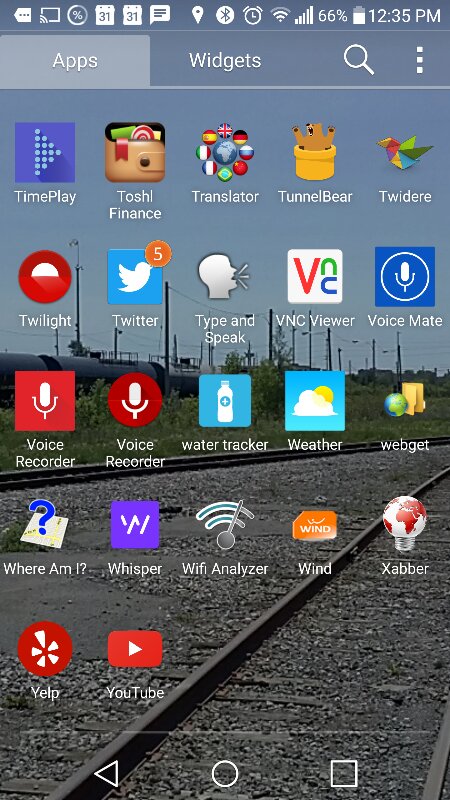 31
31
66%
12:35 PM
Apps
Widgets
TimePlay
Toshl
Finance
Translator
TunnelBear
Twidere
5
Twilight
Twitter
Type and
Speak
VNC
VNC Viewer
Voice Mate
Voice
Recorder
Voice
Recorder
water tracker
Weather
webget
?
WIND
Where Am I?
Whisper
Wifi Analyzer
Wind
Xabber
Yelp
YouTube